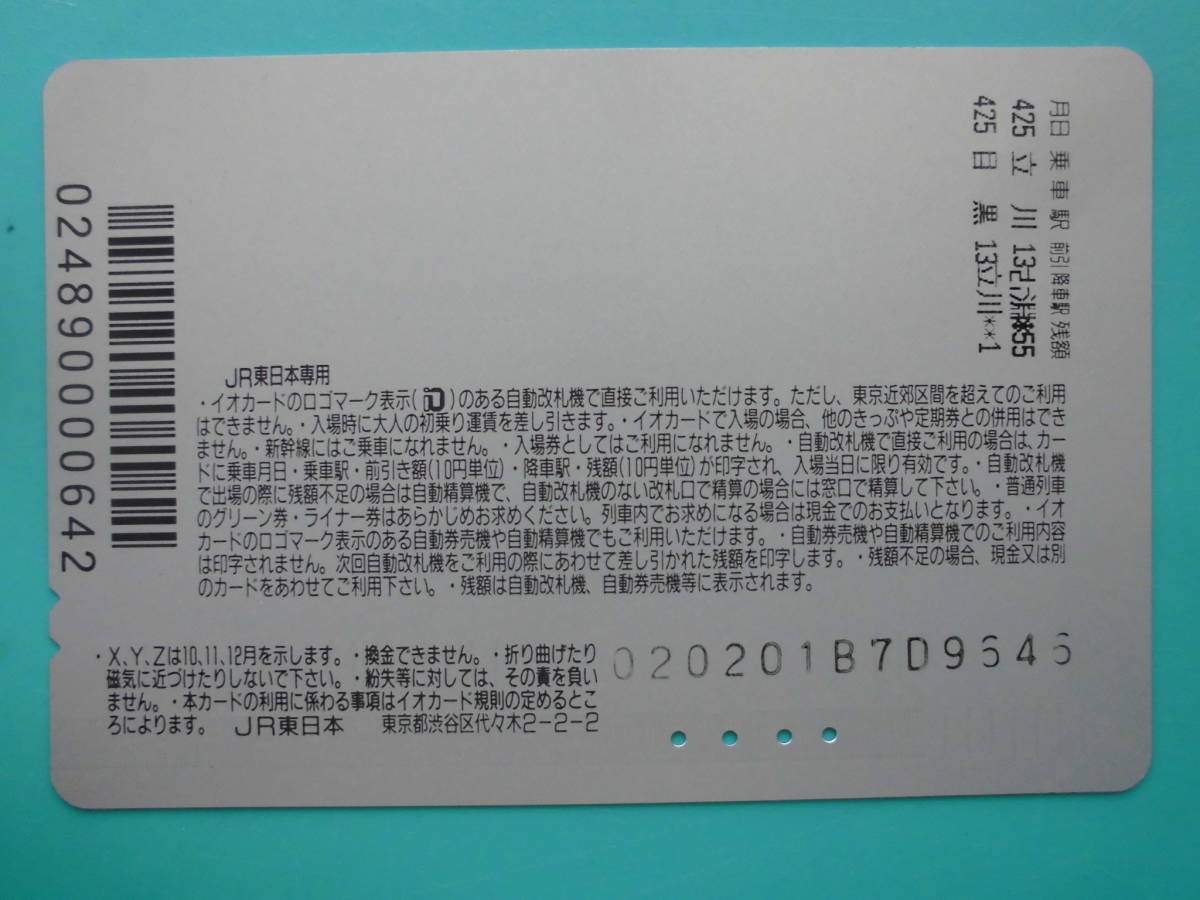 月日 乗車駅 前引 降車駅 残額
425 立 川 13 55
425 目 黒 13立川**1
0248900000642
JR東日本専用
・イオカードのロゴマーク表示(iO)のある自動改札機で直接ご利用いただけます。ただし、東京近郊区間を超えてのご利用
はできません。・入場時に大人の初乗り運賃を差し引きます。・イオカードで入場の場合、他のきっぷや定期券との併用はでき
ません。・新幹線にはご乗車になれません。・入場券としてはご利用になれません。・自動改札機で直接ご利用の場合は、カー
ドに乗車月日・乗車駅・前引き額(10円単位)・降車駅・残額(10円単位)が印字され、入場当日に限り有効です。・自動改札機
で出場の際に残額不足の場合は自動精算機で、自動改札機のない改札口で精算の場合には窓口で精算して下さい。・普通列車
のグリーン券・ライナー券はあらかじめお求めください。列車内でお求めになる場合は現金でのお支払いとなります。・イオ
カードのロゴマーク表示のある自動券売機や自動精算機でもご利用いただけます。・自動券売機や自動精算機でのご利用内容
は印字されません。次回自動改札機をご利用の際にあわせて差し引かれた残額を印字します。・残額不足の場合、現金又は別
のカードをあわせてご利用下さい。・残額は自動改札機、自動券売機等に表示されます。
・X、Y、Zは10、11、12月を示します。・換金できません。・折り曲げたり
磁気に近づけたりしないで下さい。・紛失等に対しては、その責を負い
ません。・本カードの利用に係わる事項はイオカード規則の定めるとこ
ろによります。 JR東日本 東京都渋谷区代々木2-2-2
020201B7D9646